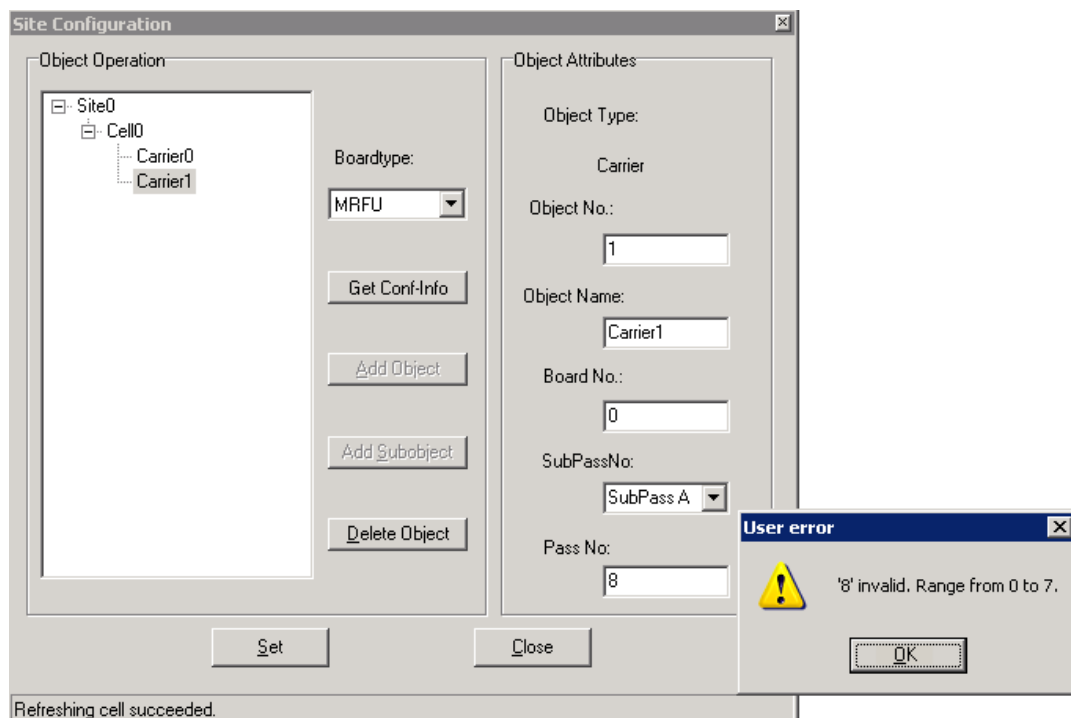 Site Configuration
Object Operation
Site0
Cell0
Carrier0
Carrier1
Boardtype:
MRFU
Get Conf-Info
Add Object
Add Subobject
Delete Object
Object Attributes
Object Type:
Carrier
Object No.:
1
Object Name:
Carrier1
Board No.:
0
SubPassNo:
SubPass A
Pass No:
8
Set
Close
Refreshing cell succeeded.
User error
'8' invalid. Range from 0 to 7.
OK